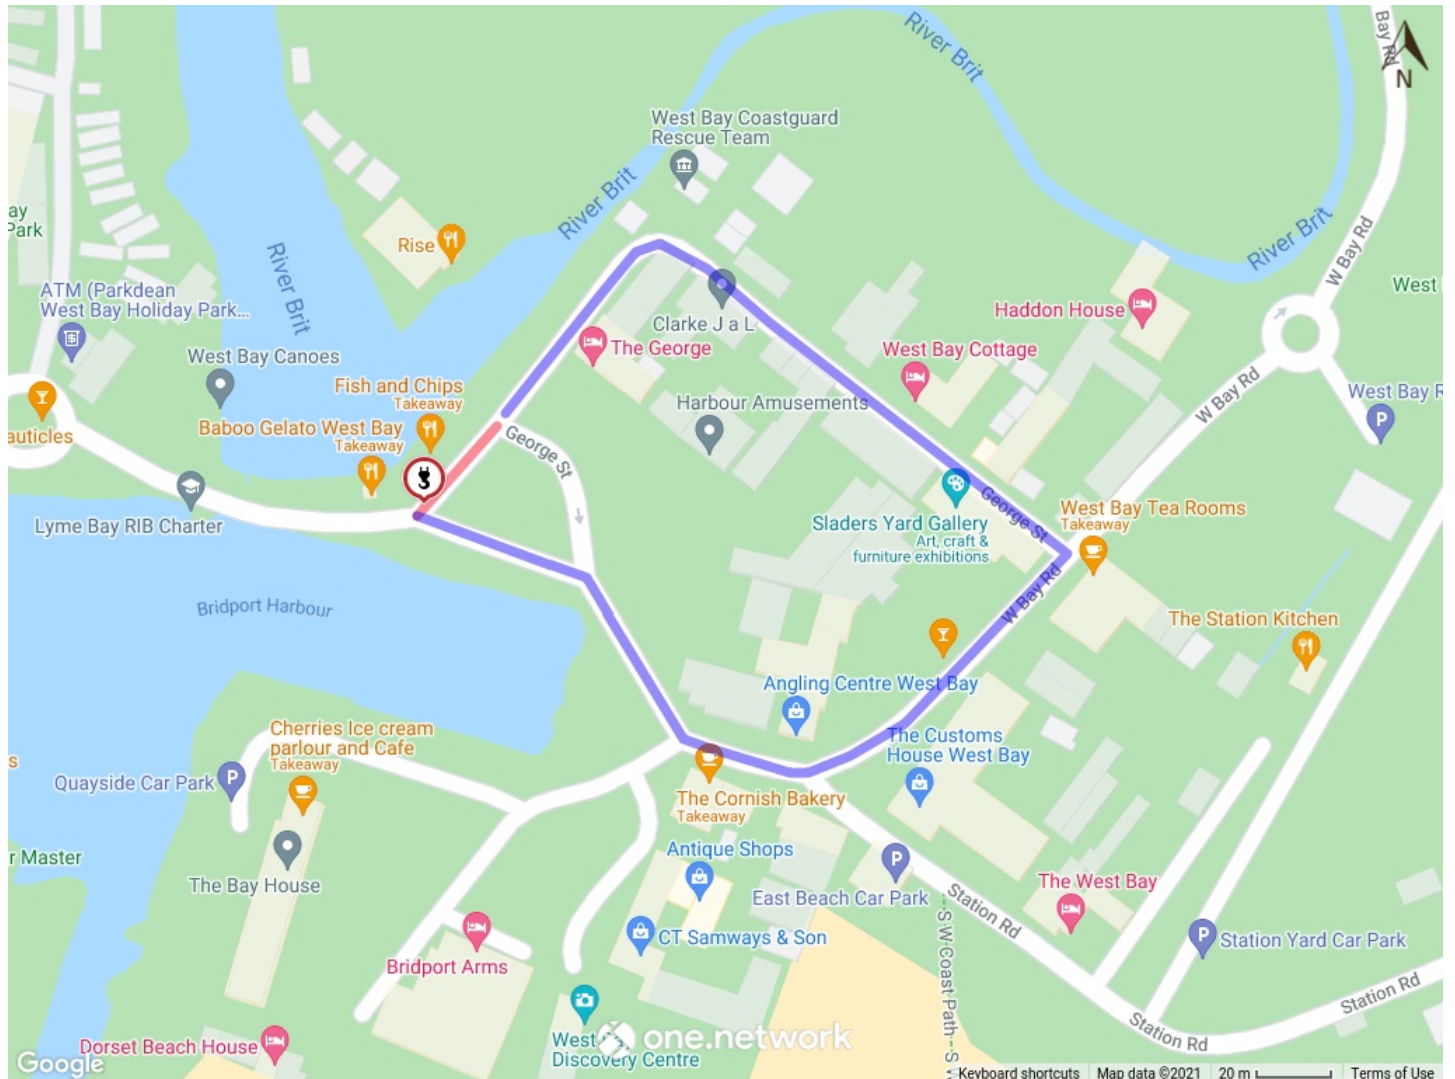 Bay Rd
River Brit
N
West Bay Coastguard
Rescue Team
River Brit
ay
Park
River Brit
Rise
River Brit
W Bay Rd
ATM (Parkdean
West Bay Holiday Park...
West
Haddon House
Clarke J a L
The George
West Bay Canoes
West Bay Cottage
Fish and Chips
Takeaway
W Bay Rd
West Bay R
P
Harbour Amusements
Baboo Gelato West Bay
Takeaway
auticles
George St
3
George St
West Bay Tea Rooms
Takeaway
Lyme Bay RIB Charter
Sladers Yard Gallery
Art, craft &
furniture exhibitions
W Bay Rd
Bridport Harbour
The Station Kitchen
Angling Centre West Bay
Cherries Ice cream
parlour and Cafe
Takeaway
The Customs
House West Bay
s
Quayside Car Park
P
The Cornish Bakery
Takeaway
r Master
Antique Shops
P
The Bay House
East Beach Car Park
The West Bay
Station Rd
S W Coast Path
S W
CT Samways & Son
P
Station Yard Car Park
Bridport Arms
Station Rd
Station Rd
West
Discovery Centre
one.network
Dorset Beach House
Google
Keyboard shortcuts
Map data ©2021
20 m
Terms of Use